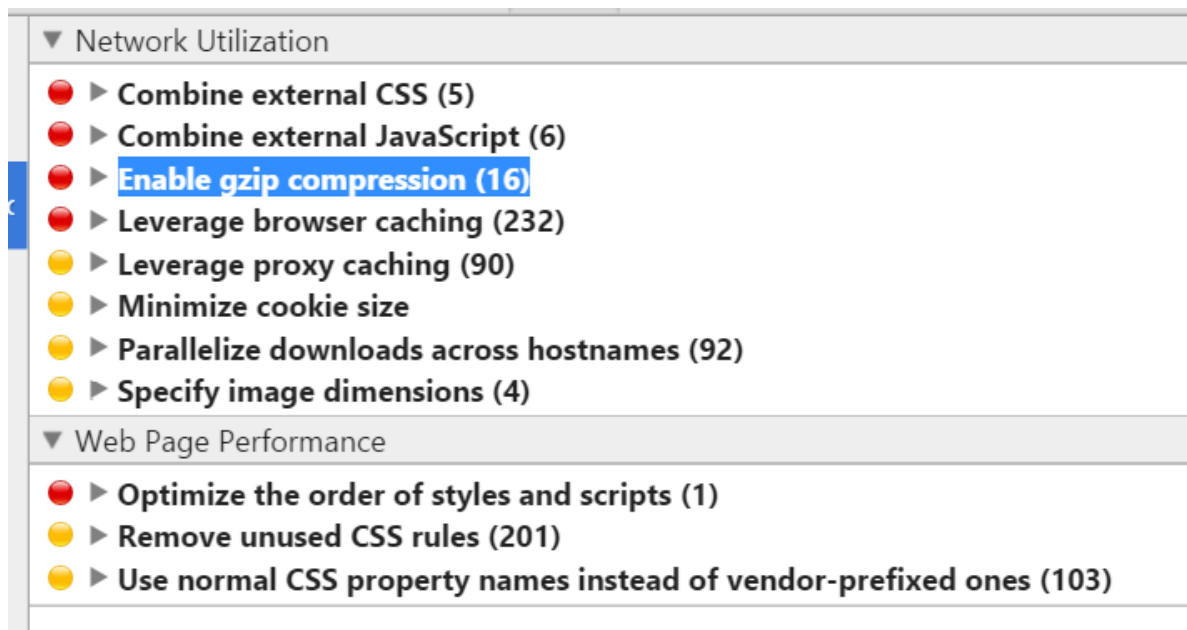 Network Utilization
Combine external CSS (5)
Combine external JavaScript (6)
Enable gzip compression (16)
Leverage browser caching (232)
Leverage proxy caching (90)
Minimize cookie size
Parallelize downloads across hostnames (92)
Specify image dimensions (4)
Web Page Performance
Optimize the order of styles and scripts (1)
Remove unused CSS rules (201)
Use normal CSS property names instead of vendor-prefixed ones (103)